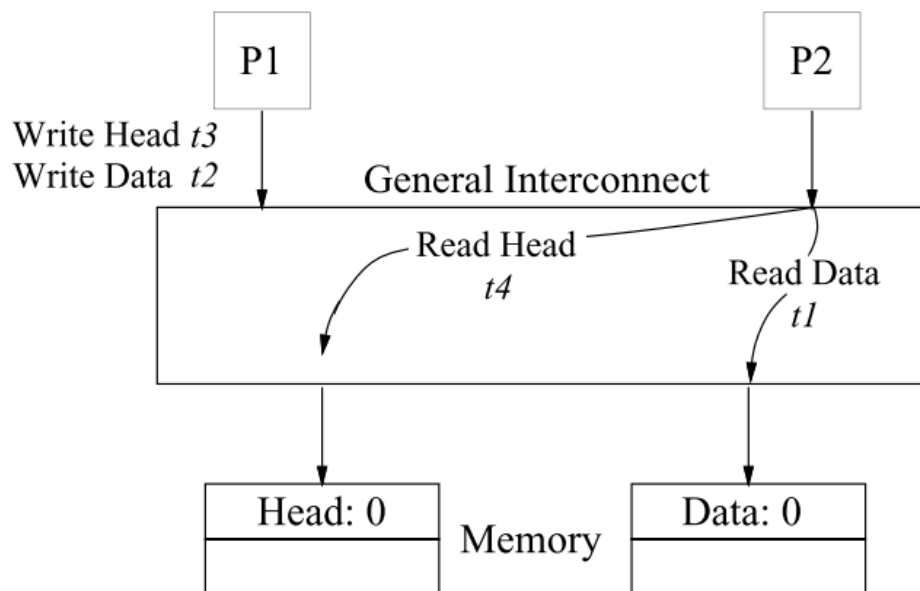 P1
P2
Write Head t3
Write Data t2
General Interconnect
Read Head
t4
Read Data
t1
Head: 0
Memory
Data: 0